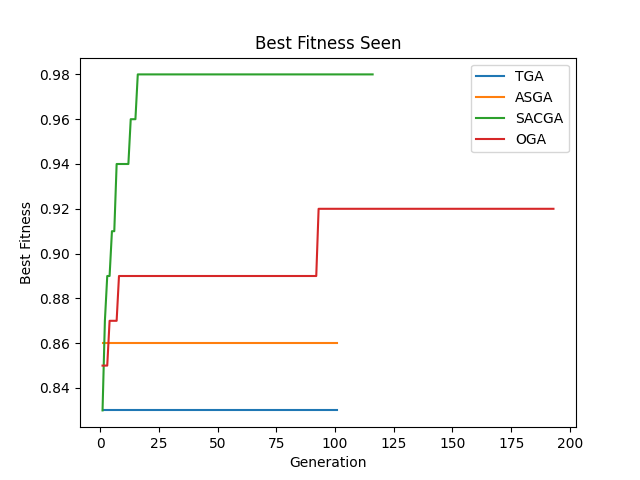 Best Fitness Seen
0.98
0.96
0.94
0.92
0.90
0.88
0.86
0.84
Best Fitness
TGA
ASGA
SACGA
OGA
0 25 50 75 100 125 150 175 200
Generation